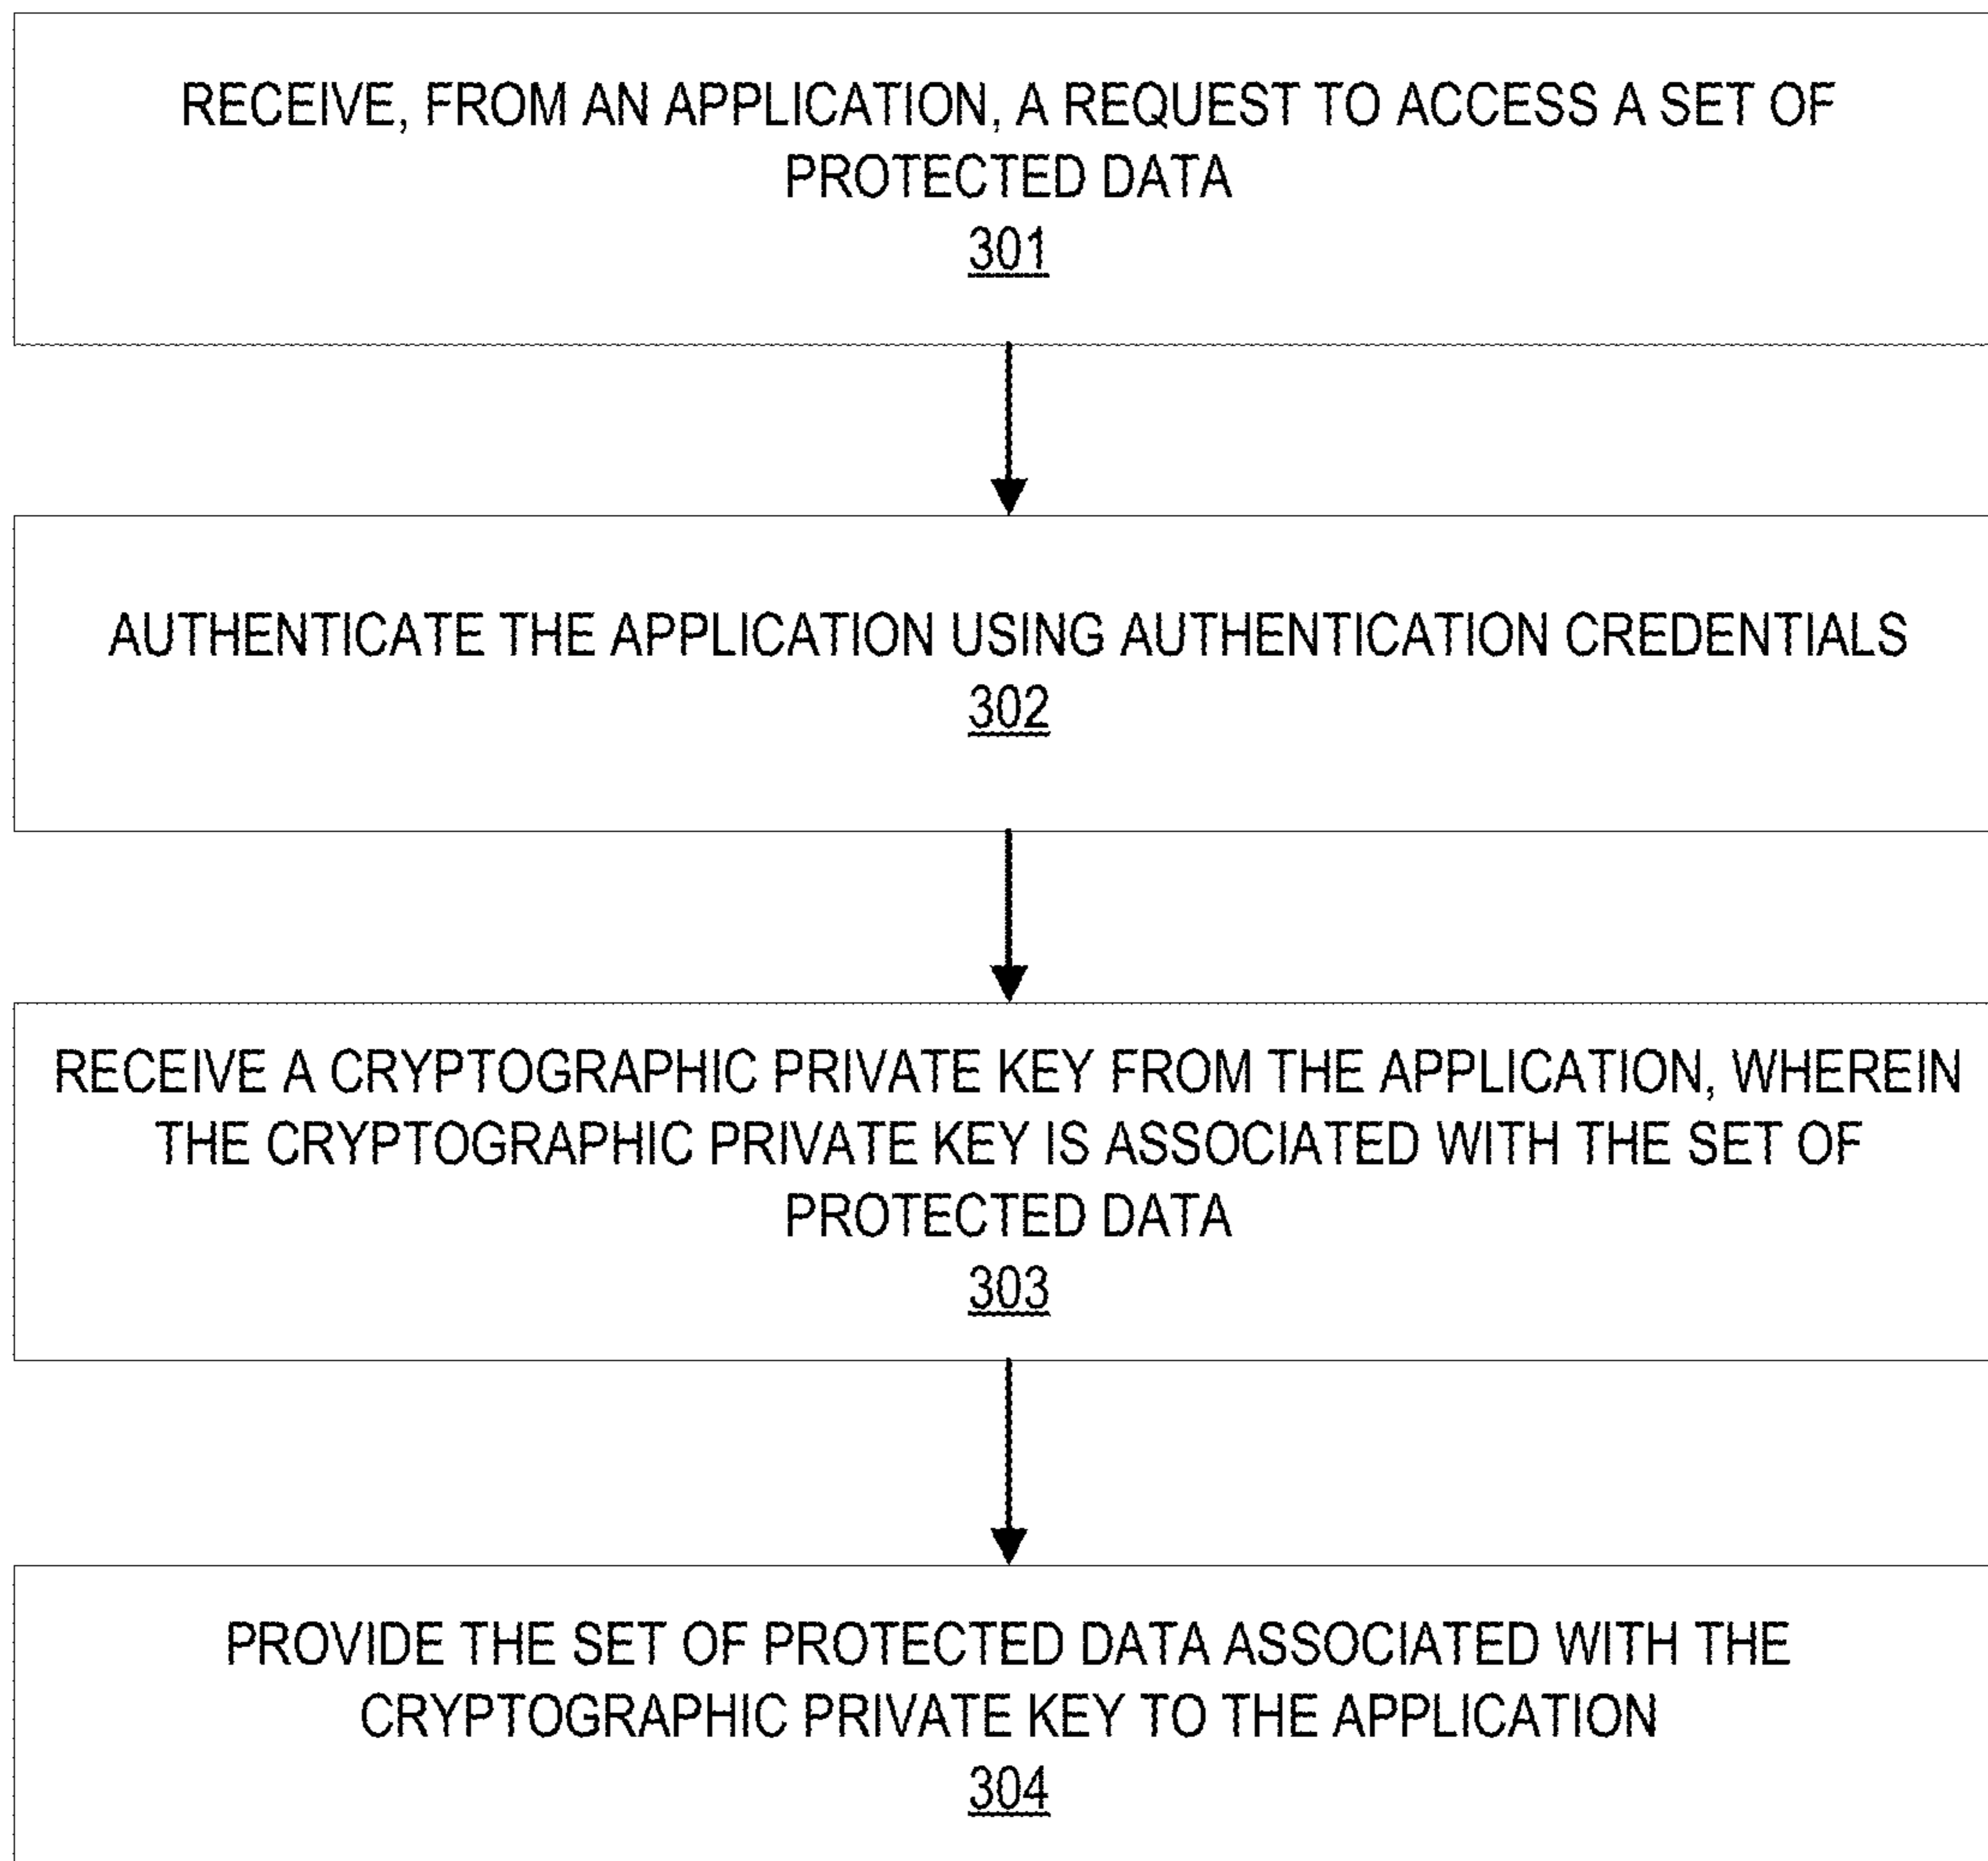 RECEIVE, FROM AN APPLICATION, A REQUEST TO ACCESS A SET OF
PROTECTED DATA
301
AUTHENTICATE THE APPLICATION USING AUTHENTICATION CREDENTIALS
302
RECEIVE A CRYPTOGRAPHIC PRIVATE KEY FROM THE APPLICATION, WHEREIN
THE CRYPTOGRAPHIC PRIVATE KEY IS ASSOCIATED WITH THE SET OF
PROTECTED DATA
303
PROVIDE THE SET OF PROTECTED DATA ASSOCIATED WITH THE
CRYPTOGRAPHIC PRIVATE KEY TO THE APPLICATION
304